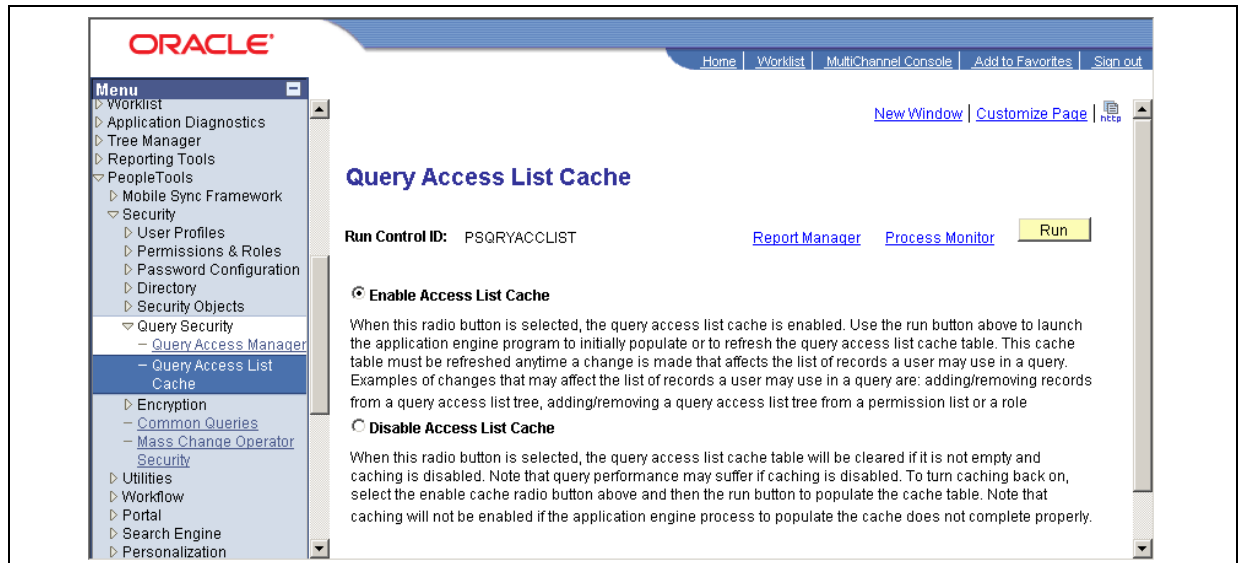 ORACLE
Home | Worklist | MultiChannel Console | Add to Favorites | Sign out
Menu
Worklist
Application Diagnostics
Tree Manager
Reporting Tools
PeopleTools
Mobile Sync Framework
Security
User Profiles
Permissions & Roles
Password Configuration
Directory
Security Objects
Query Security
– Query Access Manager
– Query Access List
Cache
Encryption
– Common Queries
– Mass Change Operator
Security
Utilities
Workflow
Portal
Search Engine
Personalization
New Window | Customize Page | http
Query Access List Cache
Run Control ID: PSQRYACCLIST Report Manager Process Monitor Run
Enable Access List Cache
When this radio button is selected, the query access list cache is enabled. Use the run button above to launch
the application engine program to initially populate or to refresh the query access list cache table. This cache
table must be refreshed anytime a change is made that affects the list of records a user may use in a query.
Examples of changes that may affect the list of records a user may use in a query are: adding/removing records
from a query access list tree, adding/removing a query access list tree from a permission list or a role
Disable Access List Cache
When this radio button is selected, the query access list cache table will be cleared if it is not empty and
caching is disabled. Note that query performance may suffer if caching is disabled. To turn caching back on,
select the enable cache radio button above and then the run button to populate the cache table. Note that
caching will not be enabled if the application engine process to populate the cache does not complete properly.